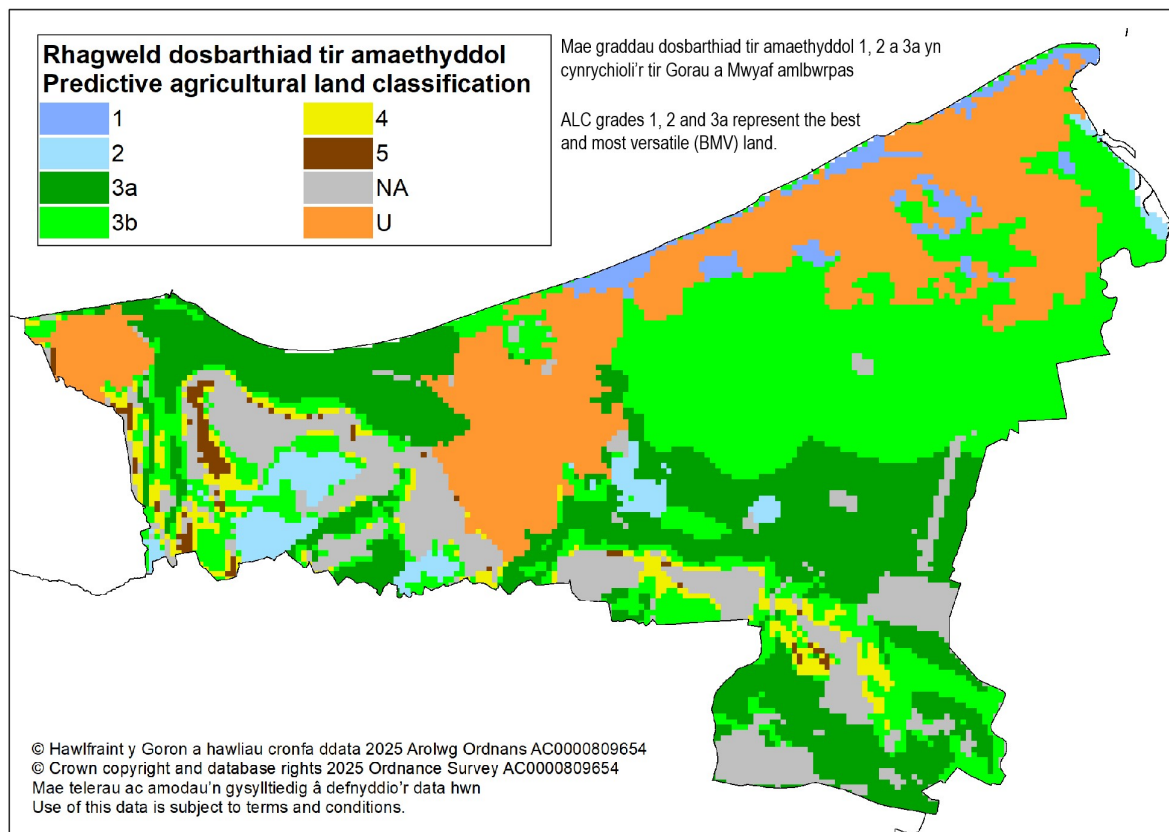 Rhagweld dosbarthiad tir amaethyddol
Predictive agricultural land classification
1
2
3a
3b
4
5
NA
U
Mae graddau dosbarthiad tir amaethyddol 1, 2 a 3a yn
cynrychioli'r tir Gorau a Mwyaf amlbwrpas
ALC grades 1, 2 and 3a represent the best
and most versatile (BMV) land.
© Hawlfraint y Goron a hawliau cronfa ddata 2025 Arolwg Ordnans AC0000809654
© Crown copyright and database rights 2025 Ordnance Survey AC0000809654
Mae telerau ac amodau'n gysylltiedig â defnyddio'r data hwn
Use of this data is subject to terms and conditions.